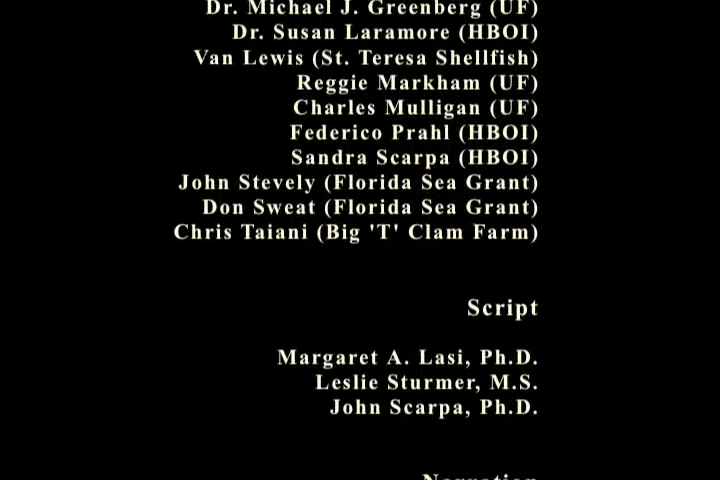 Dr. Michael J. Greenberg (UF)
Dr. Susan Laramore (HBOI)
Van Lewis (St. Teresa Shellfish)
Reggie Markham (UF)
Charles Mulligan (UF)
Federico Prahl (HBOI)
Sandra Scarpa (HBOI)
John Stevely (Florida Sea Grant)
Don Sweat (Florida Sea Grant)
Chris Taiani (Big 'T' Clam Farm)
Script
Margaret A. Lasi, Ph.D.
Leslie Sturmer, M.S.
John Scarpa, Ph.D.
Narration